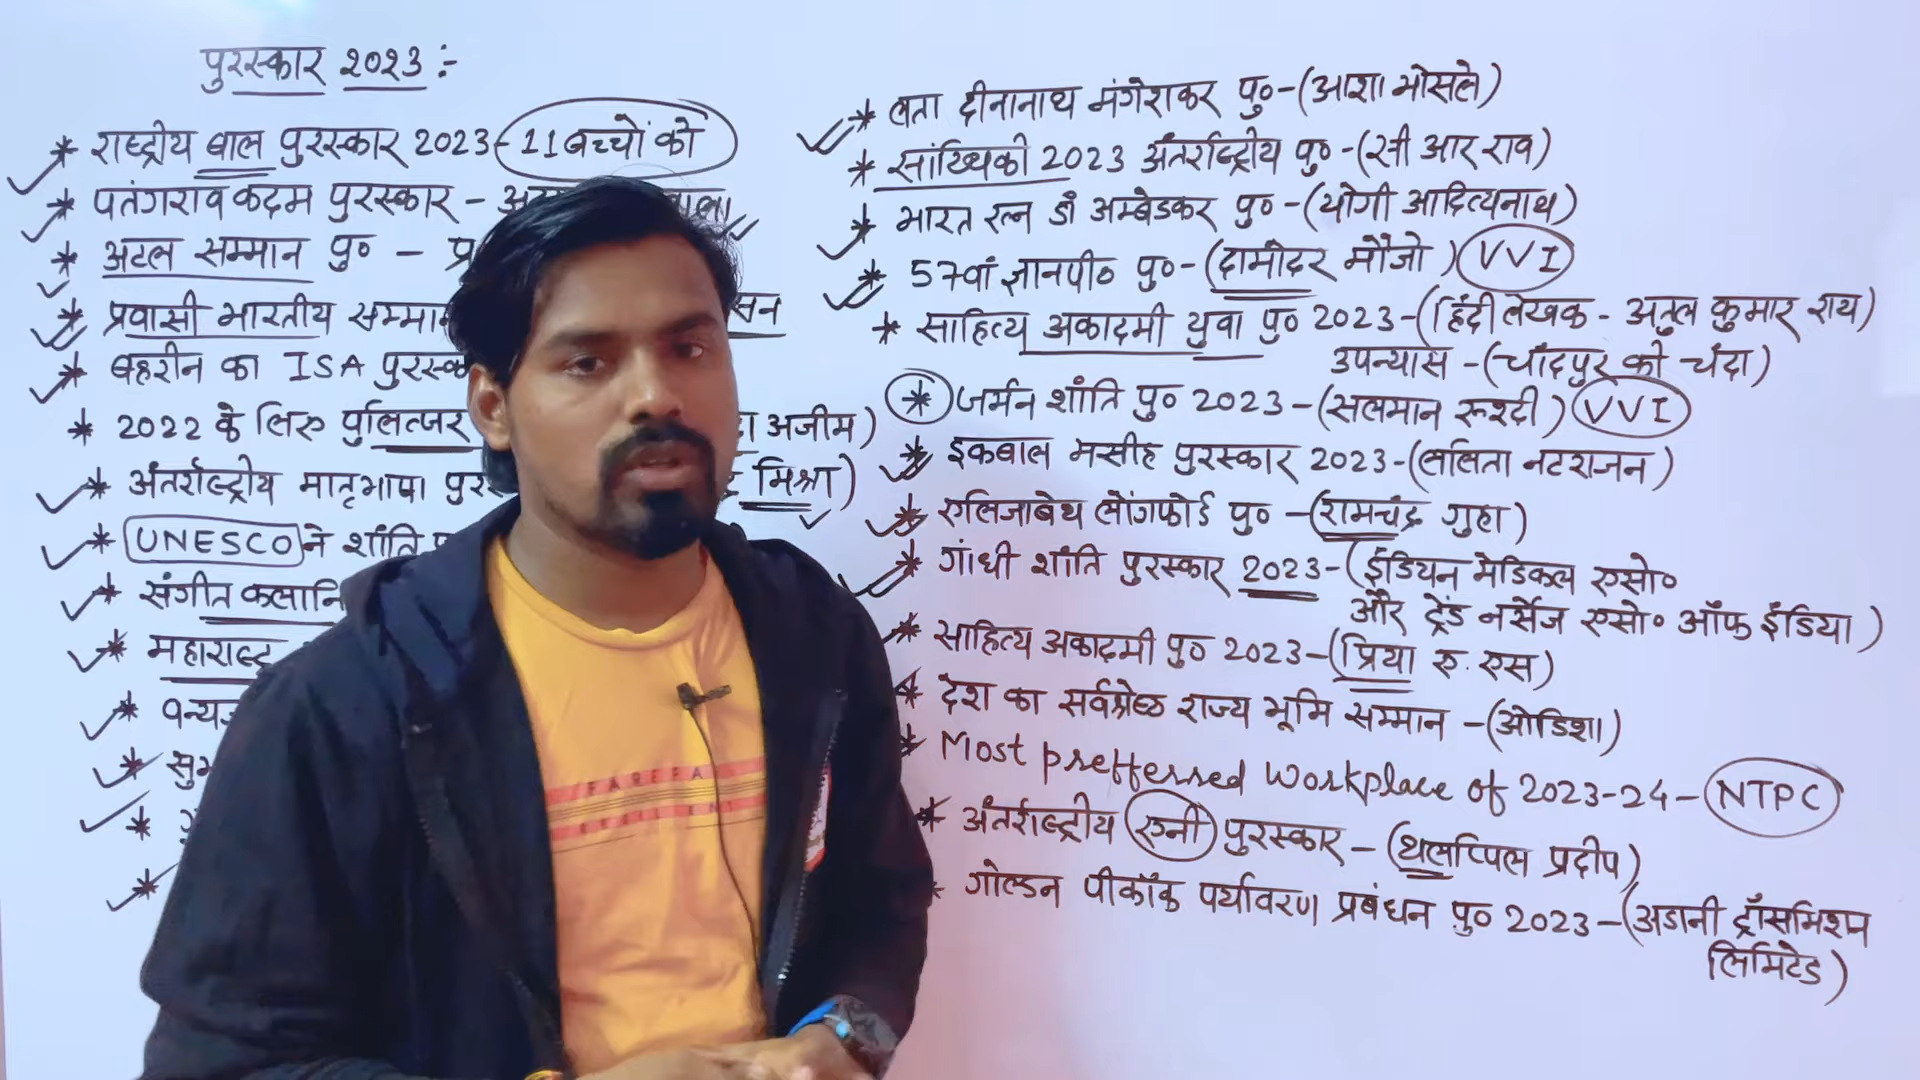 पुरस्कार २०२३ :-
* राष्ट्रीय बाल पुरस्कार 2023 - 11 बच्चों को
* पतंगराव कदम पुरस्कार -
* अटल सम्मान पु० -
* प्रवासी भारतीय
* बहरीन का ISA
* 2022 के लिए पुलित्जर अजीम)
* अंतर्राष्ट्रीय मातृभाषा मिश्रा)
* UNESCO ने शांति
* संगीत
* महाराष्ट्र
*
*
*
*
* लता दीनानाथ मंगेशकर पु० - (आशा भोसले)
* सांख्यिकी 2023 अंतर्राष्ट्रीय पु० - (सी आर राव)
* भारत रत्न डॉ अम्बेडकर पु० - (योगी आदित्यनाथ)
* 57वां ज्ञानपीठ पु० - (दामोदर मौजो) VVI
* साहित्य अकादमी युवा पु० 2023 - (हिंदी लेखक - अतुल कुमार राय)
उपन्यास - (चाँदपुर की चंदा)
* जर्मन शांति पु० 2023 - (सलमान रूश्दी) VVI
* इकबाल मसीह पुरस्कार 2023 - (ललिता नटराजन)
* एलिजाबेथ लोंगफोर्ड पु० - (रामचंद्र गुहा)
* गांधी शांति पुरस्कार 2023 - (इंडियन मेडिकल एसो०
और ट्रेंड नर्सेज एसो० ऑफ इंडिया)
* साहित्य अकादमी पु० 2023 - (प्रिया ए. एस)
* देश का सर्वश्रेष्ठ राज्य भूमि सम्मान - (ओडिशा)
* Most prefferred Workplace of 2023-24 - NTPC
* अंतर्राष्ट्रीय एनी पुरस्कार - (थलप्पिल प्रदीप)
* गोल्डन पीकॉक पर्यावरण प्रबंधन पु० 2023 - (अडानी ट्रांसमिशन
लिमिटेड)